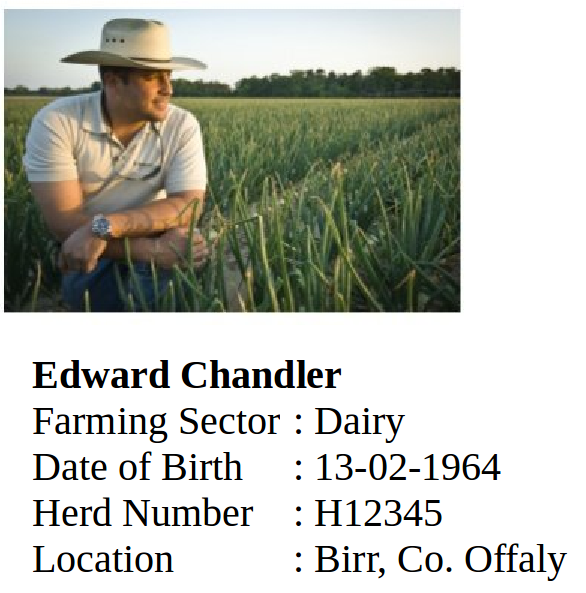 Edward Chandler
Farming Sector : Dairy
Date of Birth : 13-02-1964
Herd Number : H12345
Location : Birr, Co. Offaly